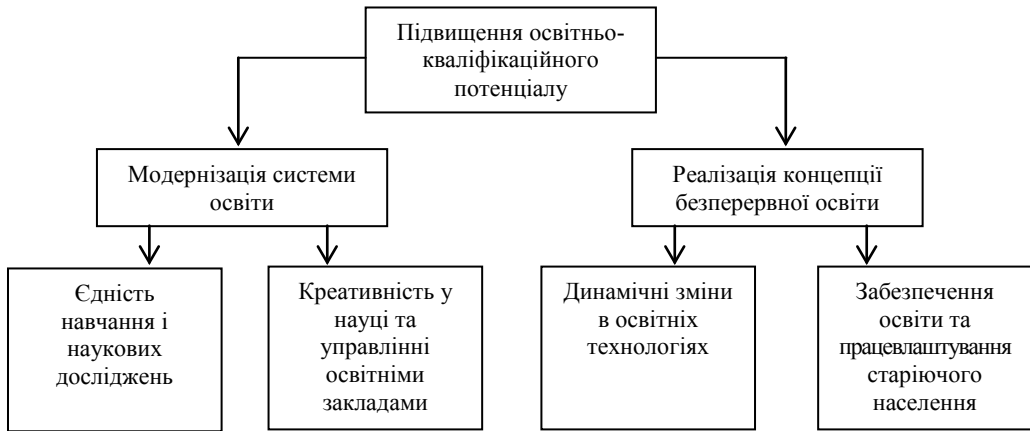 Підвищення освітньо-
кваліфікаційного
потенціалу
Модернізація системи
освіти
Реалізація концепції
безперервної освіти
Єдність
навчання і
наукових
досліджень
Креативність у
науці та
управлінні
освітніми
закладами
Динамічні зміни
в освітніх
технологіях
Забезпечення
освіти та
працевлаштування
старіючого
населення